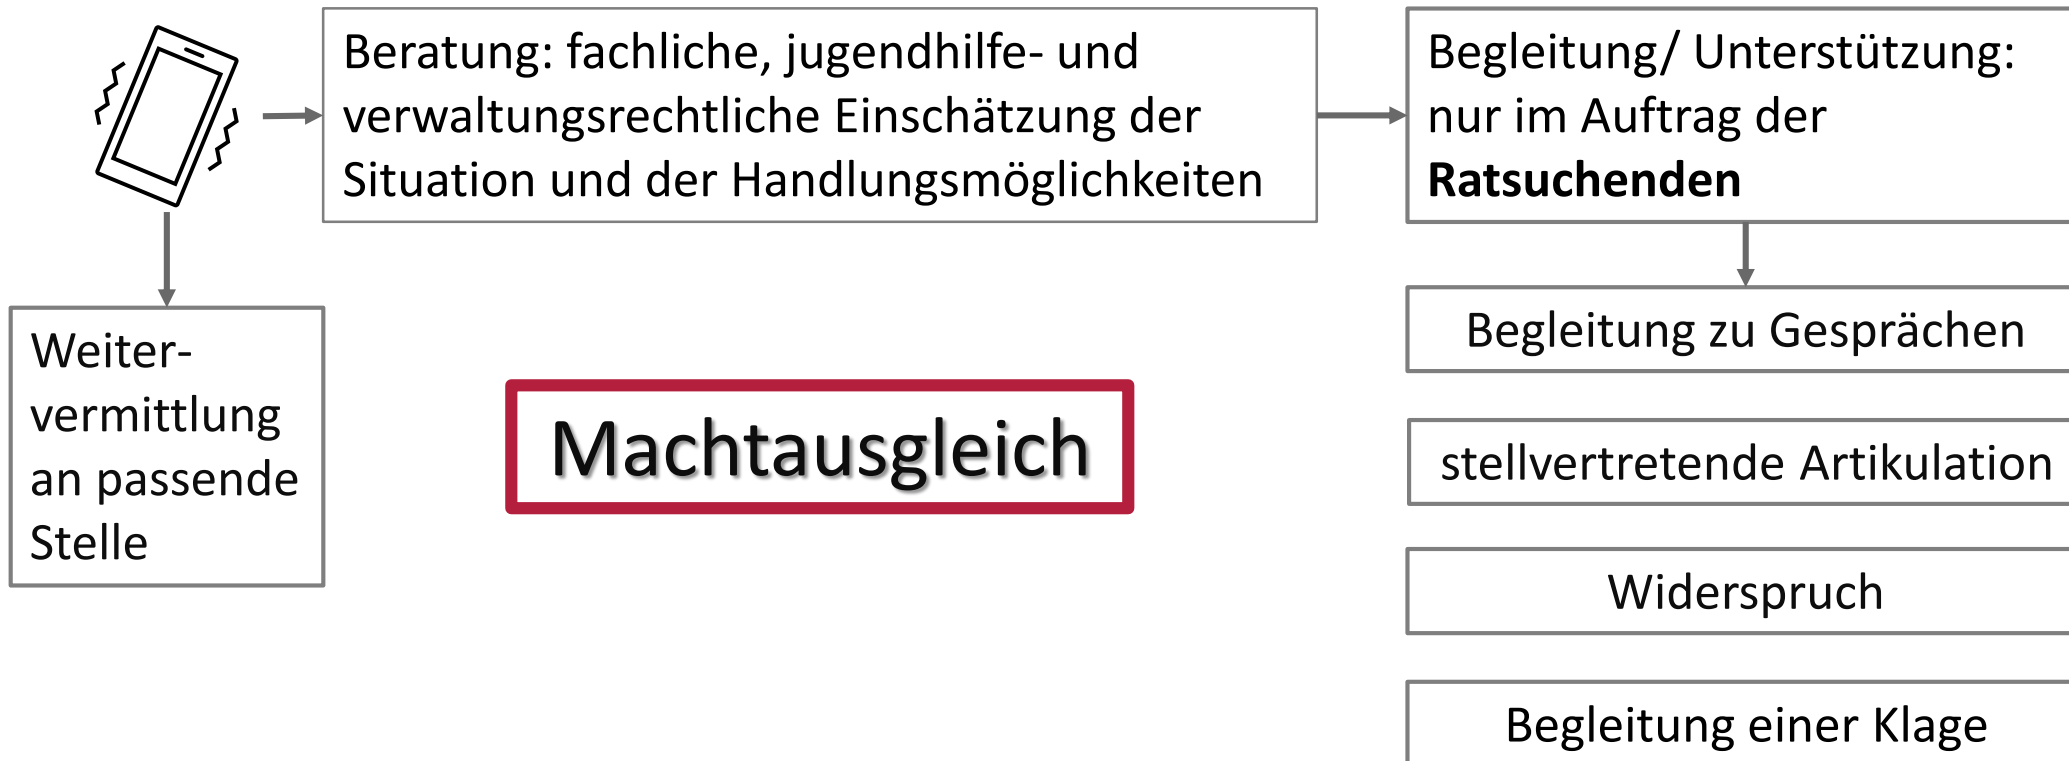 Beratung: fachliche, jugendhilfe- und
verwaltungsrechtliche Einschätzung der
Situation und der Handlungsmöglichkeiten
Begleitung/ Unterstützung:
nur im Auftrag der
Ratsuchenden
Weiter-
vermittlung
an passende
Stelle
Machtausgleich
Begleitung zu Gesprächen
stellvertretende Artikulation
Widerspruch
Begleitung einer Klage